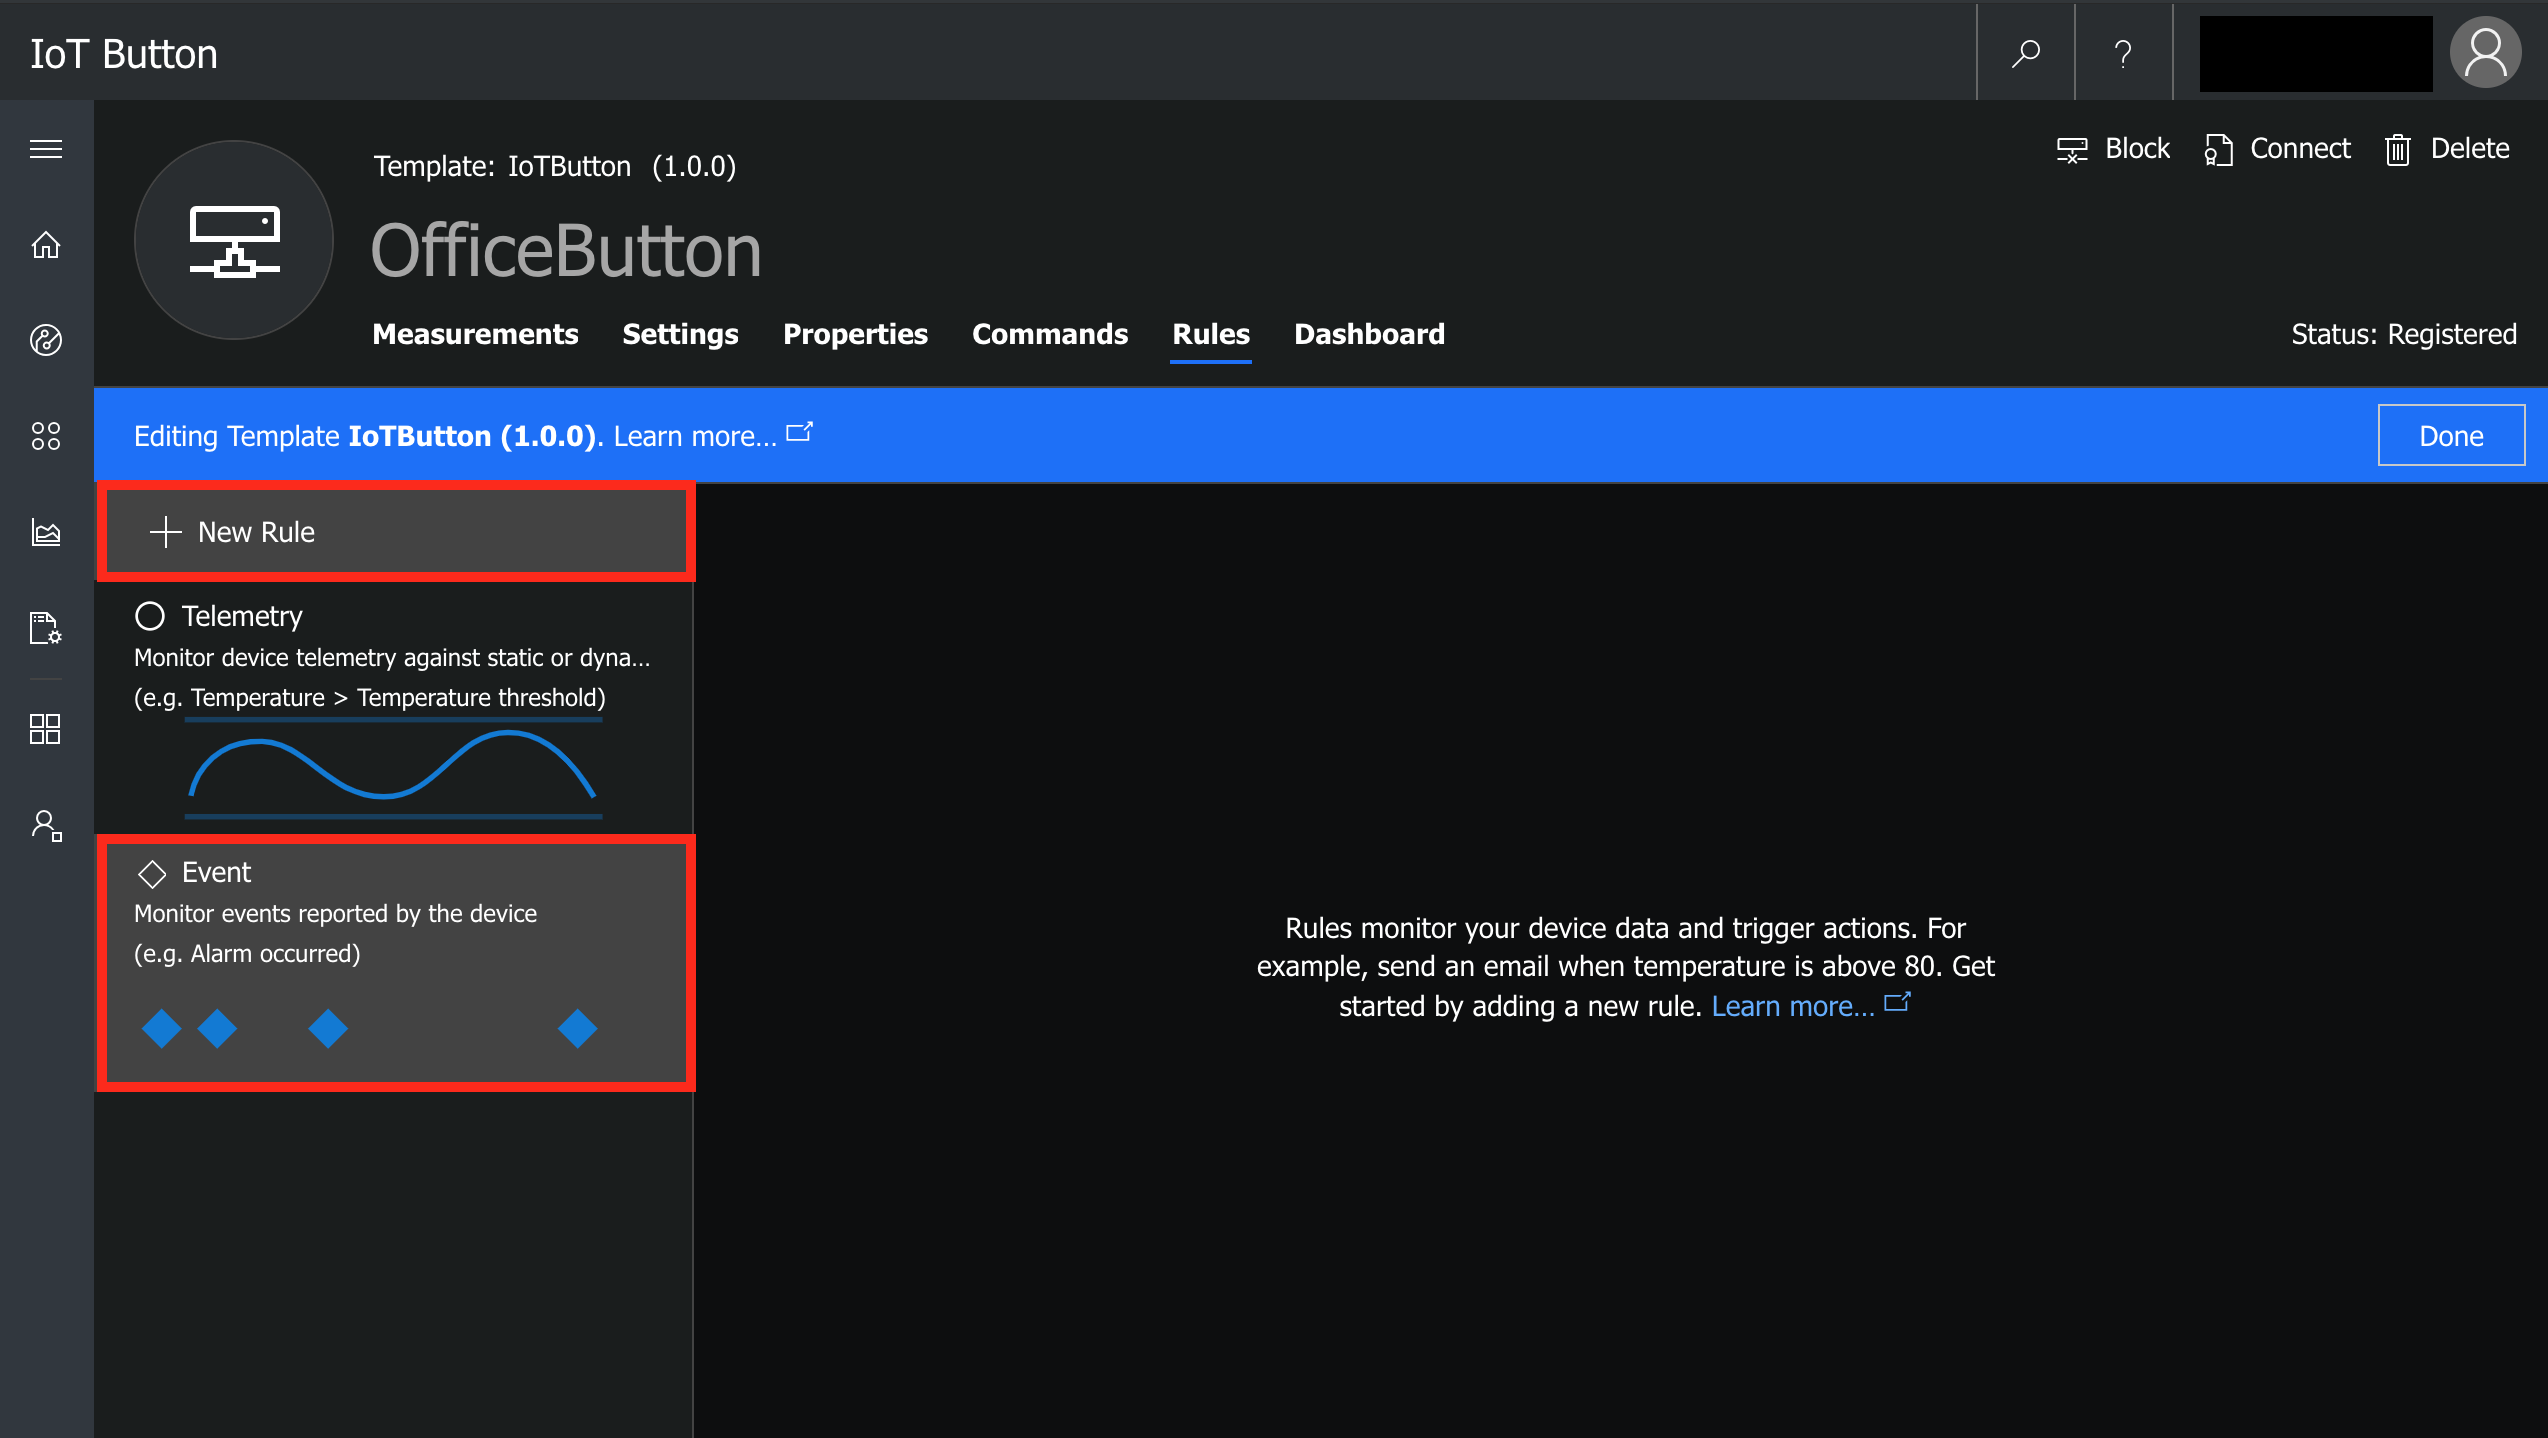 IoT Button
?
Template: IoTButton (1.0.0)
Block
Connect
Delete
OfficeButton
Measurements
Settings
Properties
Commands
Rules
Dashboard
Status: Registered
Editing Template IoTButton (1.0.0). Learn more...
Done
New Rule
Telemetry
Monitor device telemetry against static or dyna...
(e.g. Temperature > Temperature threshold)
Event
Monitor events reported by the device
(e.g. Alarm occurred)
Rules monitor your device data and trigger actions. For
example, send an email when temperature is above 80. Get
started by adding a new rule. Learn more...